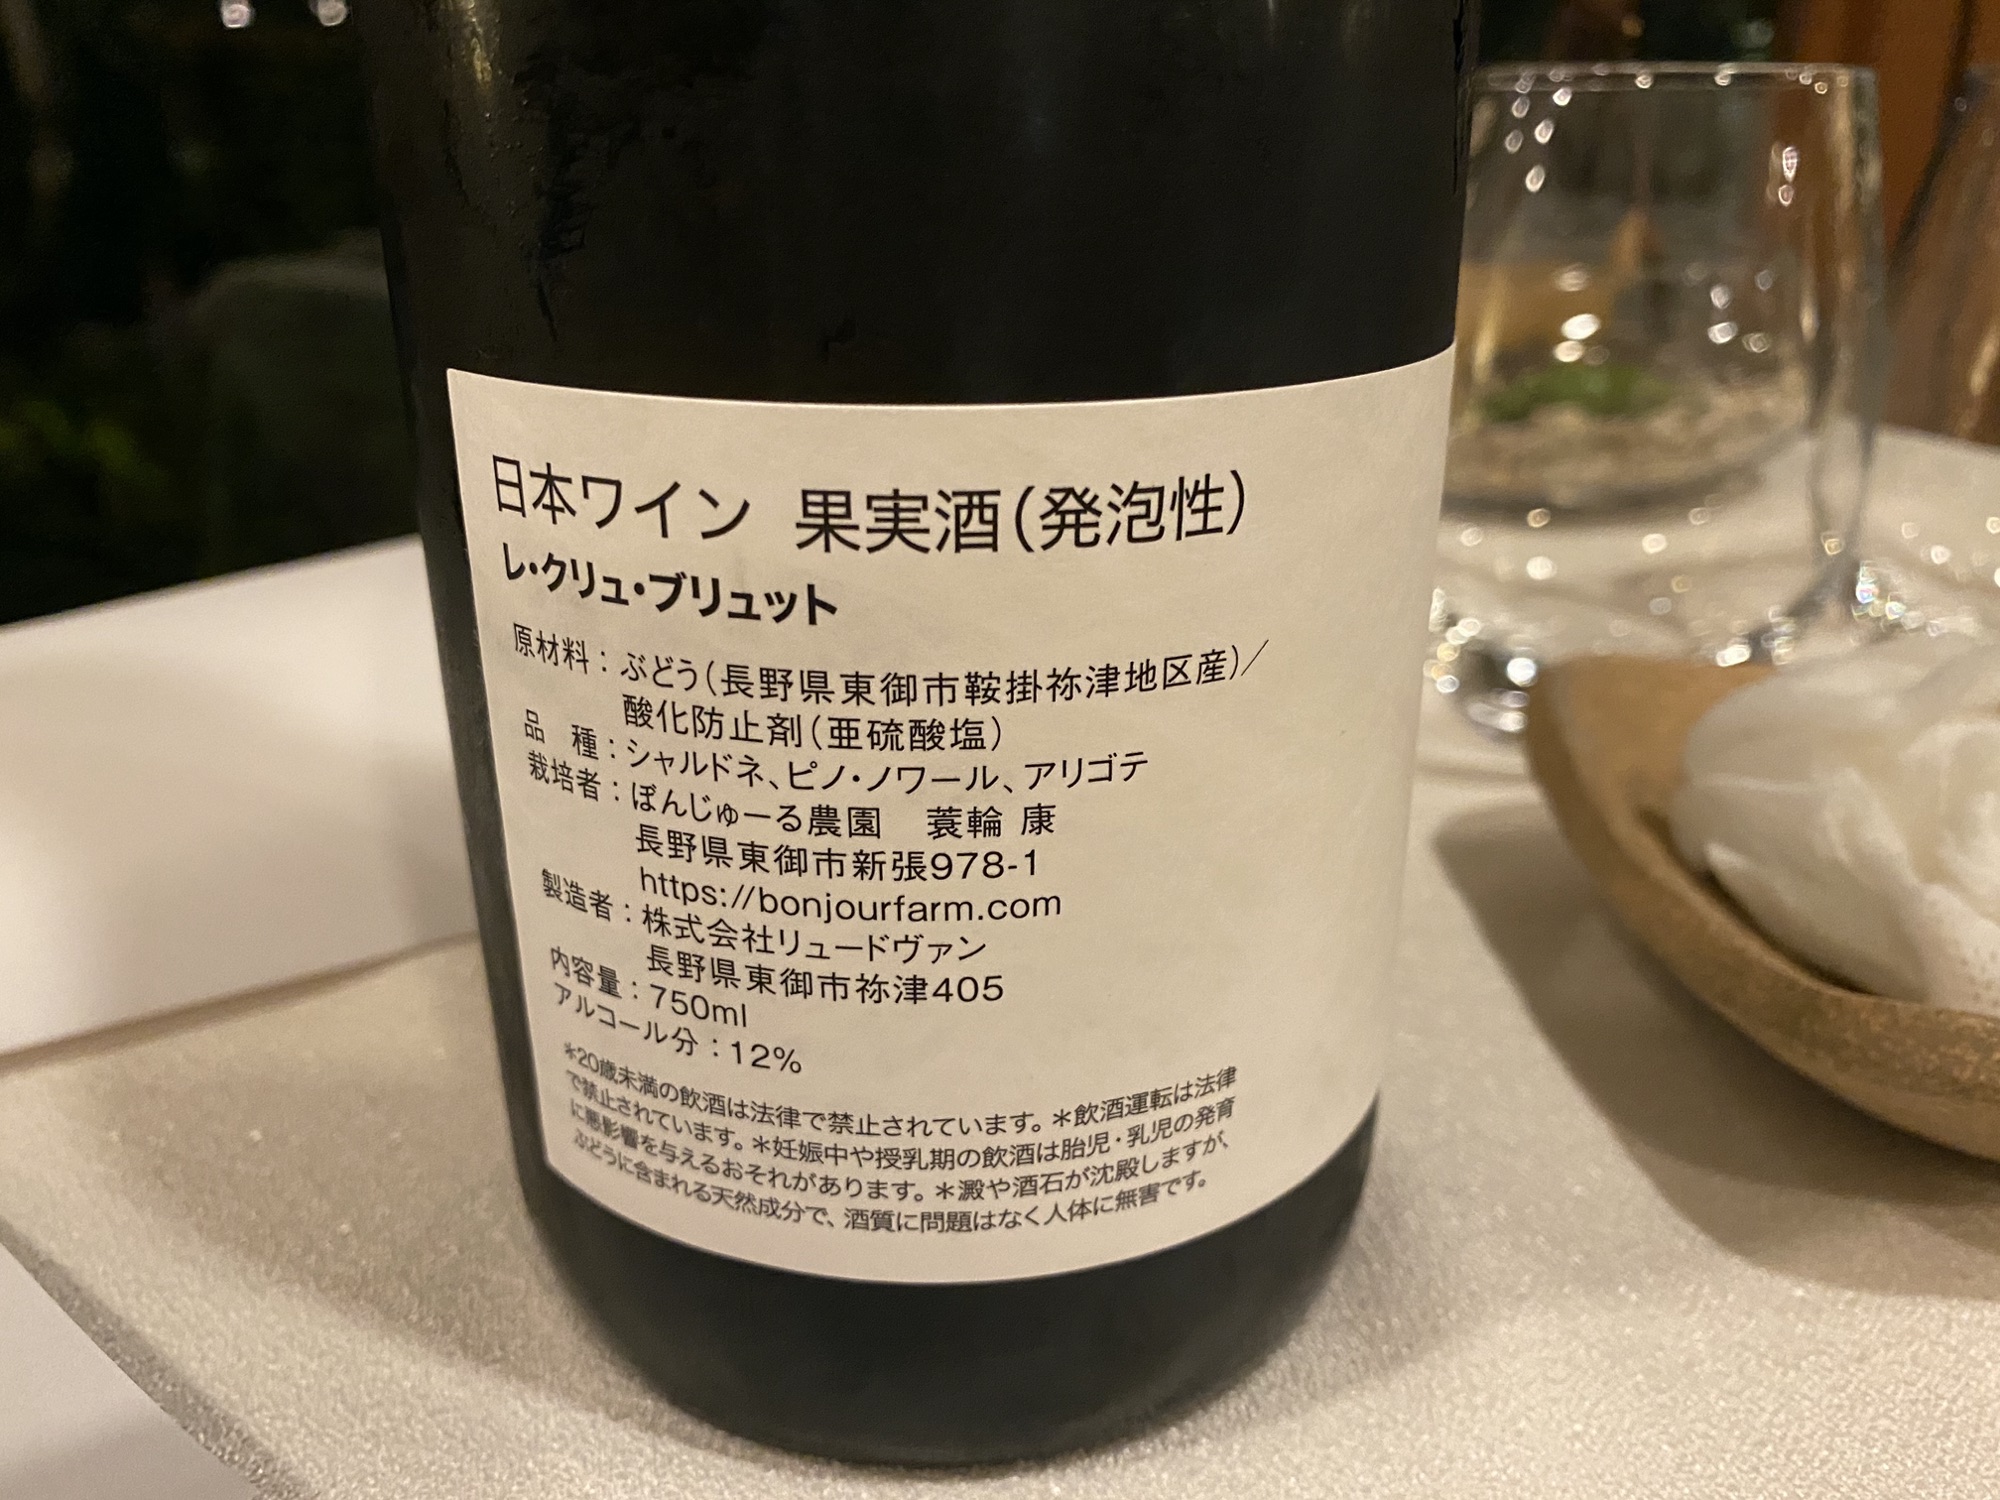 日本ワイン 果実酒(発泡性)
レ・クリュ・ブリュット
原材料：ぶどう(長野県東御市鞍掛祢津地区産)／
酸化防止剤(亜硫酸塩)
品　種：シャルドネ、ピノ・ノワール、アリゴテ
栽培者：ぼんじゅーる農園　蓑輪 康
長野県東御市新張978-1
https://bonjourfarm.com
製造者：株式会社リュードヴァン
長野県東御市祢津405
内容量：750ml
アルコール分：12%
＊20歳未満の飲酒は法律で禁止されています。＊飲酒運転は法律
で禁止されています。＊妊娠中や授乳期の飲酒は胎児・乳児の発育
に悪影響を与えるおそれがあります。＊澱や酒石が沈殿しますが、
ぶどうに含まれる天然成分で、酒質に問題はなく人体に無害です。